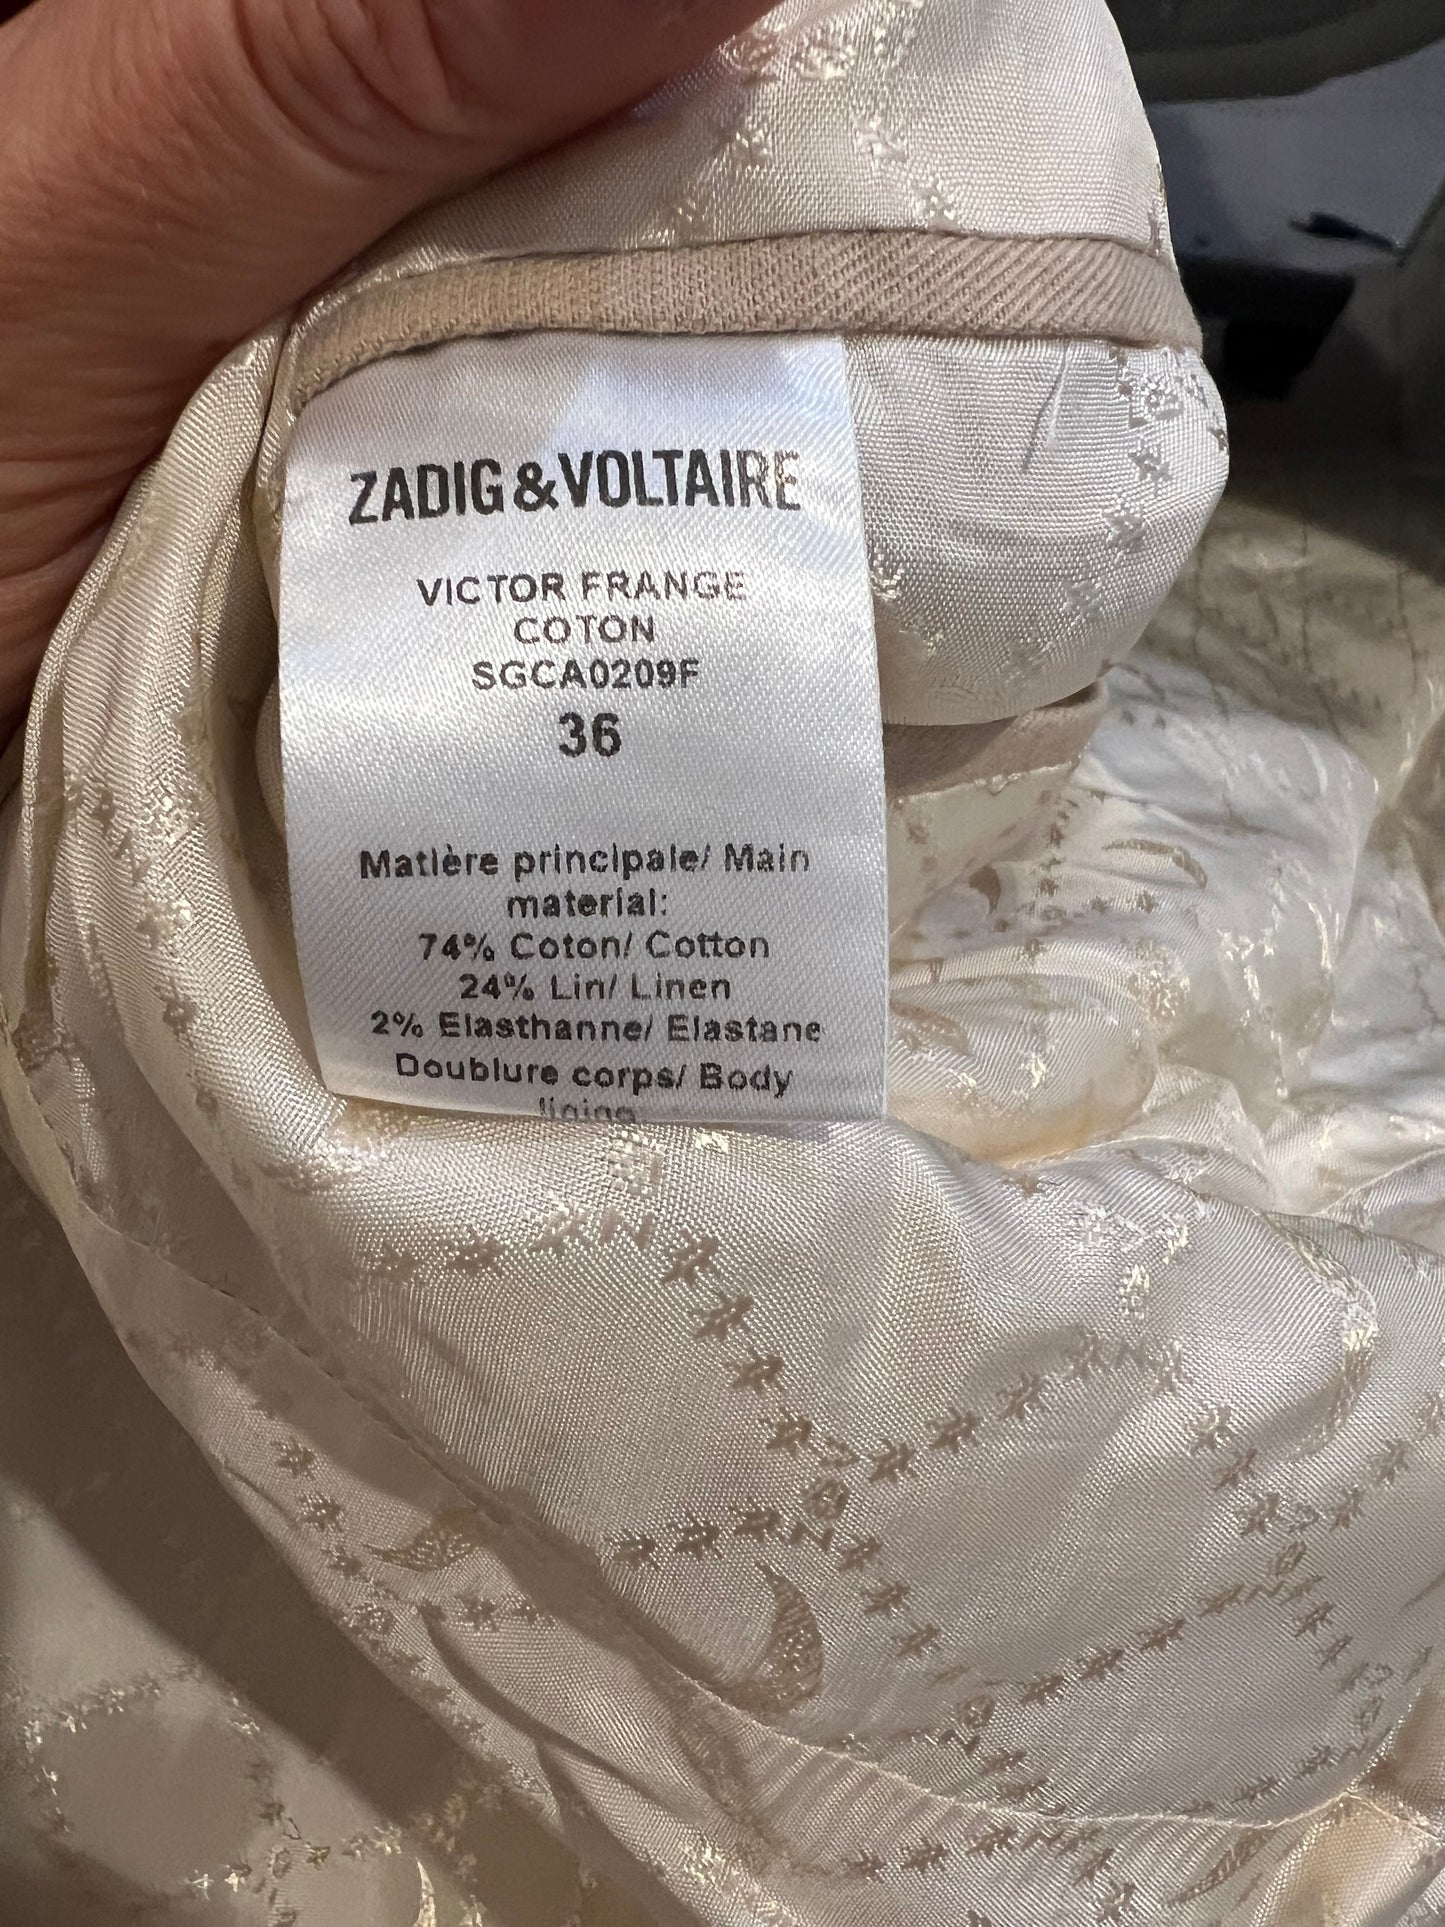 ZADIG&VOLTAIRE
VICTOR FRANGE
COTON
SGCA0209F
36
Matière principale/ Main
material:
74% Coton/ Cotton
24% Lin/ Linen
2% Elasthanne/ Elastane
Doublure corps/ Body
lining